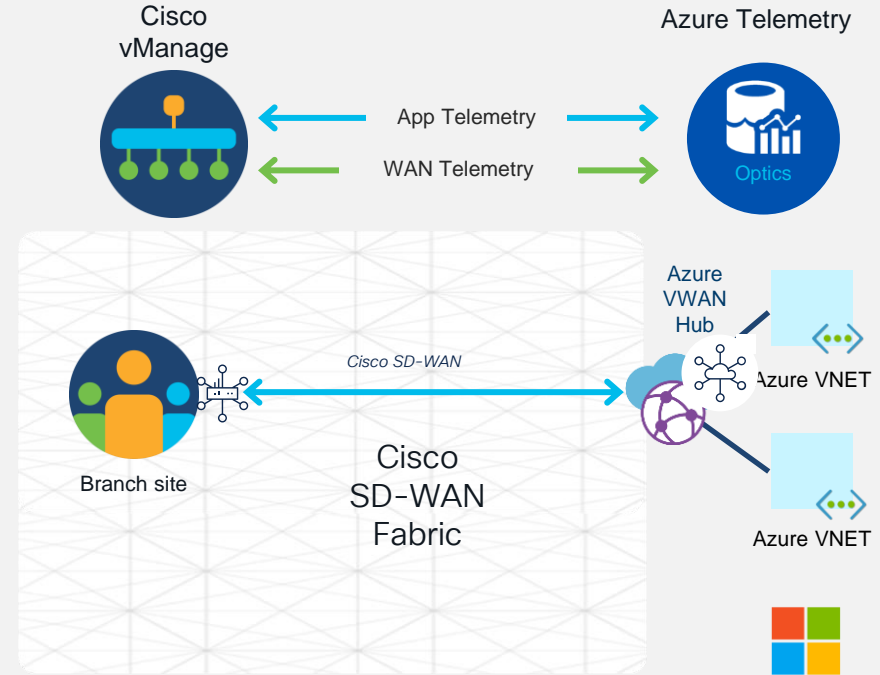 Cisco
vManage
Azure Telemetry
App Telemetry
WAN Telemetry
Optics
Azure
VWAN
Hub
Cisco SD-WAN
Azure VNET
Branch site
Cisco
SD-WAN
Fabric
Azure VNET